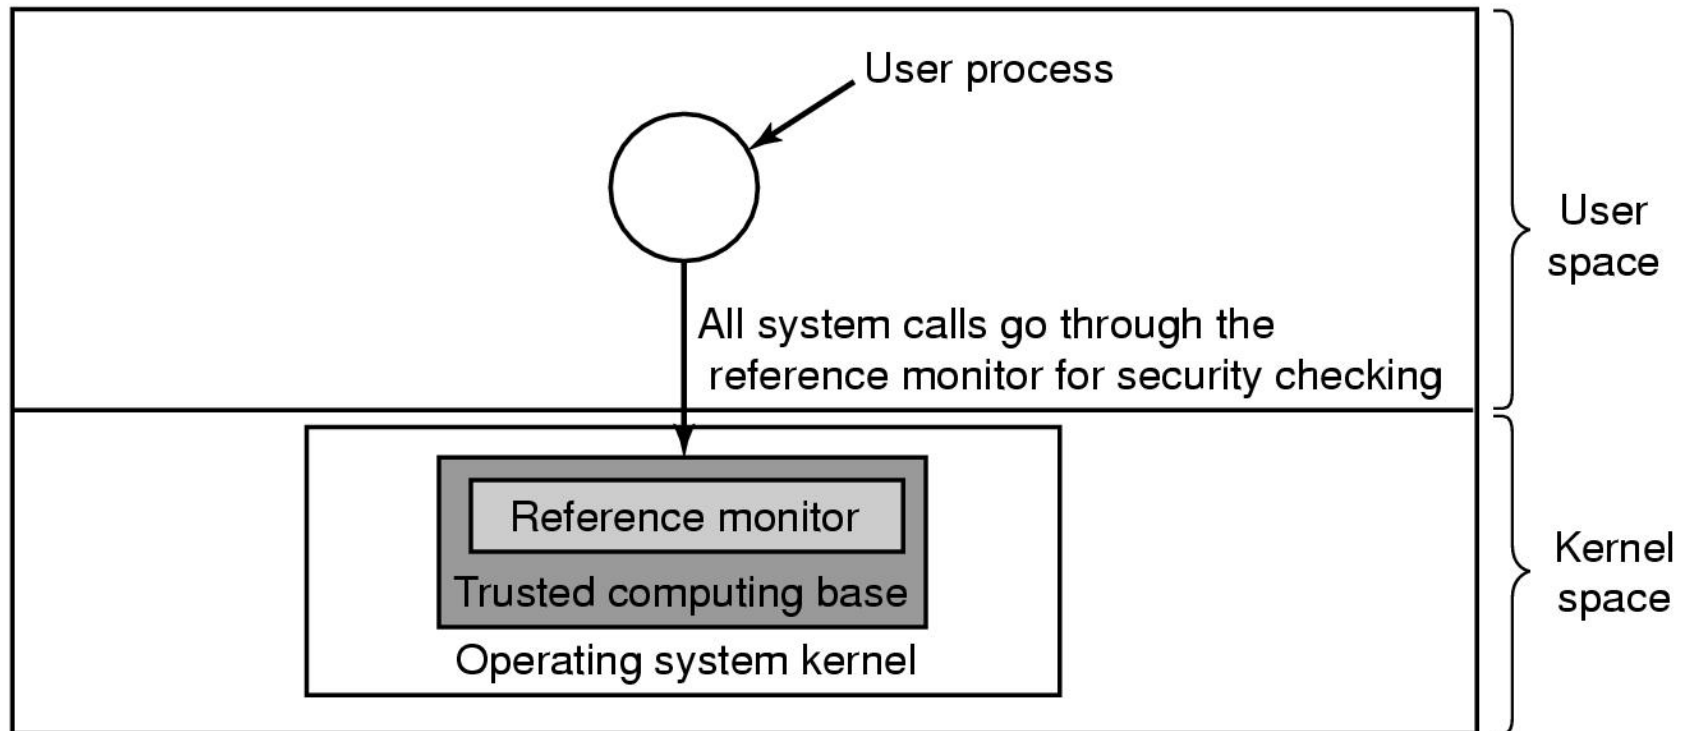 User process
User
space
All system calls go through the
reference monitor for security checking
Reference monitor
Trusted computing base
Operating system kernel
Kernel
space